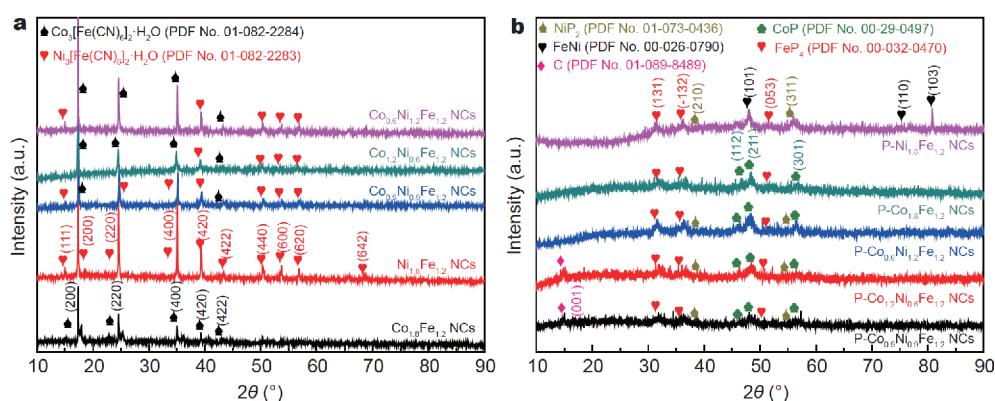 a
Co₃[Fe(CN)₆]₂·H₂O (PDF No. 01-082-2284)
Ni₃[Fe(CN)₆]₂·H₂O (PDF No. 01-082-2283)
Co₀.₆Ni₁.₂Fe₁.₂ NCs
Co₁.₂Ni₀.₆Fe₁.₂ NCs
Co₀.₉Ni₀.₉Fe₁.₂ NCs
(111)
(200)
(220)
(400)
(420)
(422)
(440)
(600)
(620)
(642)
Ni₁.₈Fe₁.₂ NCs
(200)
(220)
(400)
(420)
(422)
Co₁.₈Fe₁.₂ NCs
Intensity (a.u.)
10 20 30 40 50 60 70 80 90
2θ (°)
b
NiP₂ (PDF No. 01-073-0436)
CoP (PDF No. 00-29-0497)
FeNi (PDF No. 00-026-0790)
FeP₄ (PDF No. 00-032-0470)
C (PDF No. 01-089-8489)
(131)
(-132)
(210)
(101)
(053)
(311)
(110)
(103)
P-Ni₁.₈Fe₁.₂ NCs
(112)
(211)
(301)
P-Co₁.₈Fe₁.₂ NCs
P-Co₀.₆Ni₁.₂Fe₁.₂ NCs
P-Co₁.₂Ni₀.₆Fe₁.₂ NCs
(001)
P-Co₀.₉Ni₀.₉Fe₁.₂ NCs
Intensity (a.u.)
10 20 30 40 50 60 70 80 90
2θ (°)